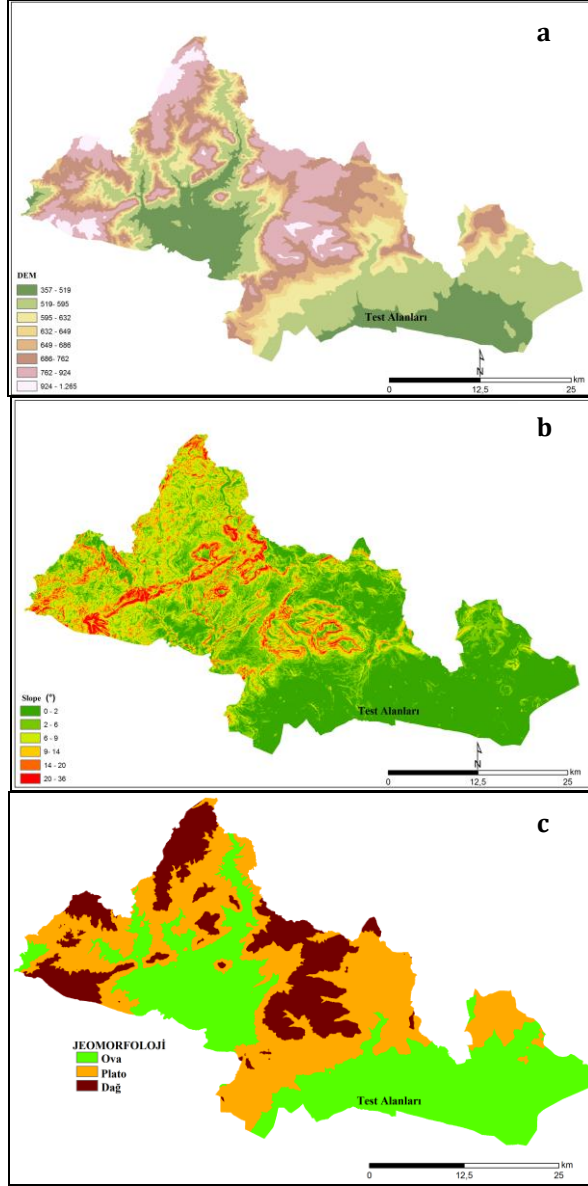 a
DEM
357 - 519
519- 595
595 - 632
632 - 649
649 - 686
686- 762
762 - 924
924 - 1.265
Test Alanları
N
km
0 12,5 25
b
Slope (°)
0 - 2
2 - 6
6 - 9
9- 14
14 - 20
20 - 36
Test Alanları
N
km
0 12,5 25
c
JEOMORFOLOJİ
Ova
Plato
Dağ
Test Alanları
km
0 12,5 25